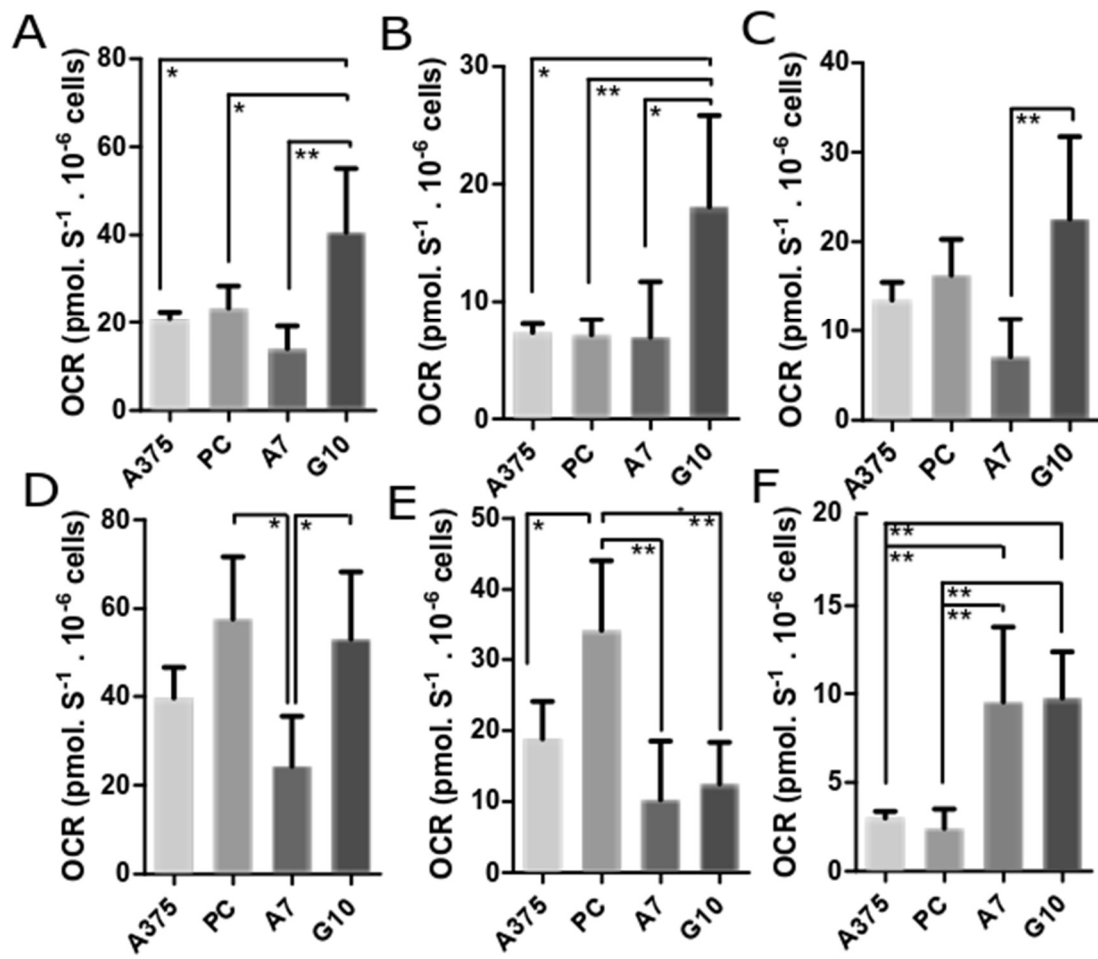 A
OCR (pmol. S⁻¹ . 10⁻⁶ cells)
80
60
40
20
0
*
*
**
A375
PC
A7
G10
B
OCR (pmol. S⁻¹ . 10⁻⁶ cells)
30
20
10
0
*
**
*
A375
PC
A7
G10
C
OCR (pmol. S⁻¹ . 10⁻⁶ cells)
40
30
20
10
0
**
A375
PC
A7
G10
D
OCR (pmol. S⁻¹ . 10⁻⁶ cells)
80
60
40
20
0
*
*
A375
PC
A7
G10
E
OCR (pmol. S⁻¹ . 10⁻⁶ cells)
50
40
30
20
10
0
*
**
**
A375
PC
A7
G10
F
OCR (pmol. S⁻¹ . 10⁻⁶ cells)
20
15
10
5
0
**
**
**
**
A375
PC
A7
G10